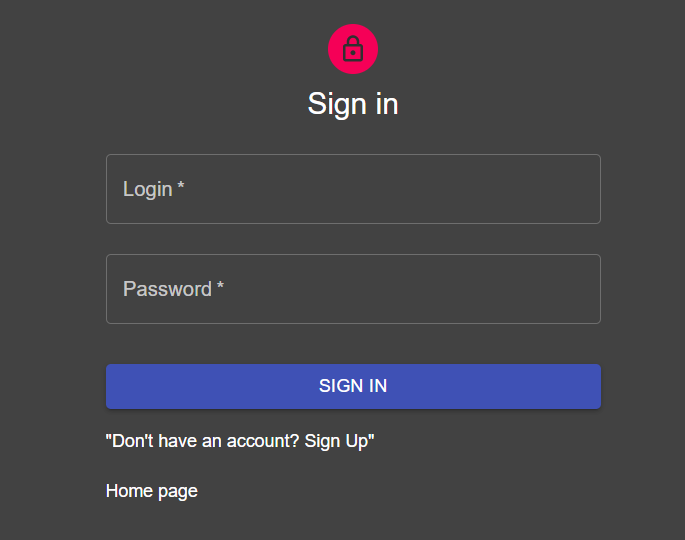 Sign in
Login *
Password *
SIGN IN
"Don't have an account? Sign Up"
Home page